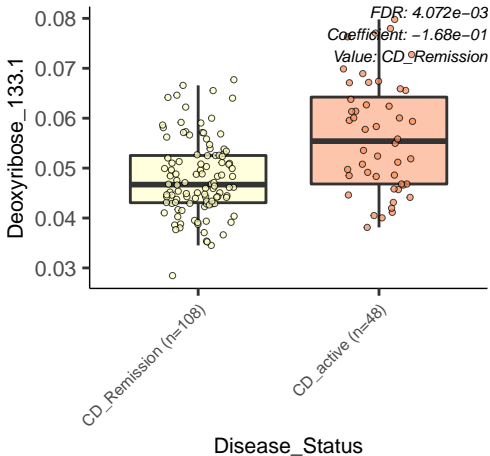 FDR: 4.072e−03
Coefficient: −1.68e−01
Value: CD_Remission
Deoxyribose_133.1
0.08
0.07
0.06
0.05
0.04
0.03
CD_Remission (n=108)
CD_active (n=48)
Disease_Status